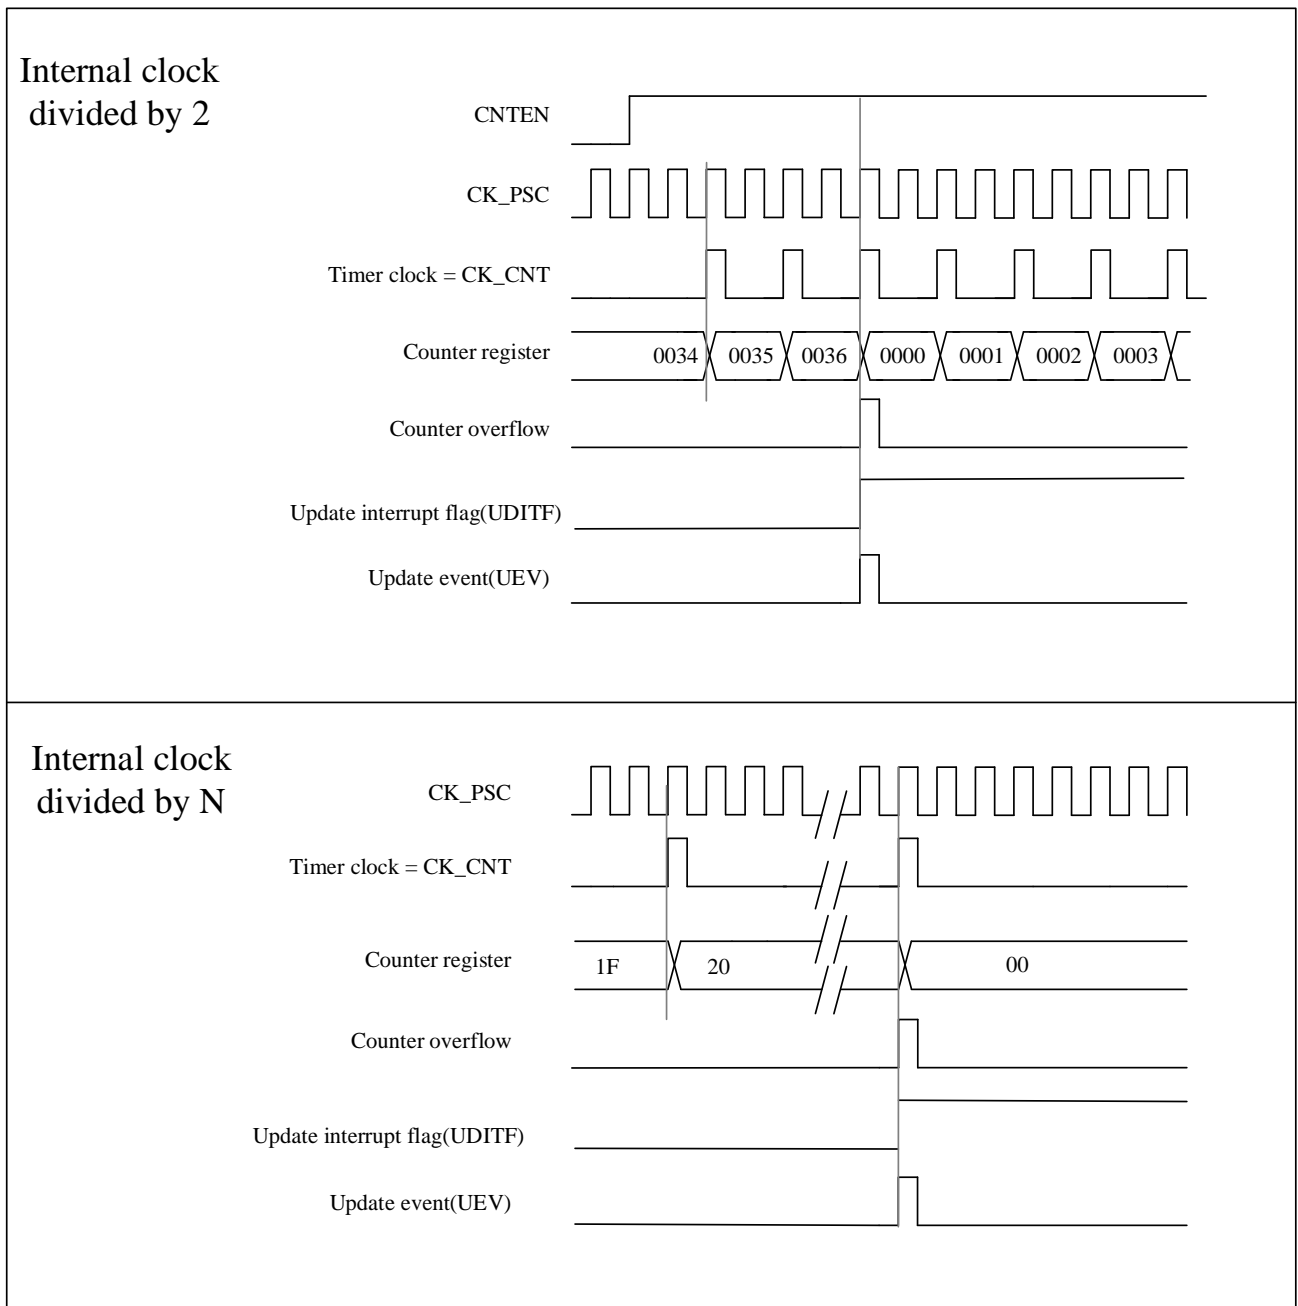 Internal clock
divided by 2
CNTEN
CK_PSC
Timer clock = CK_CNT
Counter register
0034 0035 0036 0000 0001 0002 0003
Counter overflow
Update interrupt flag(UDITF)
Update event(UEV)
Internal clock
divided by N
CK_PSC
Timer clock = CK_CNT
Counter register
1F 20 00
Counter overflow
Update interrupt flag(UDITF)
Update event(UEV)